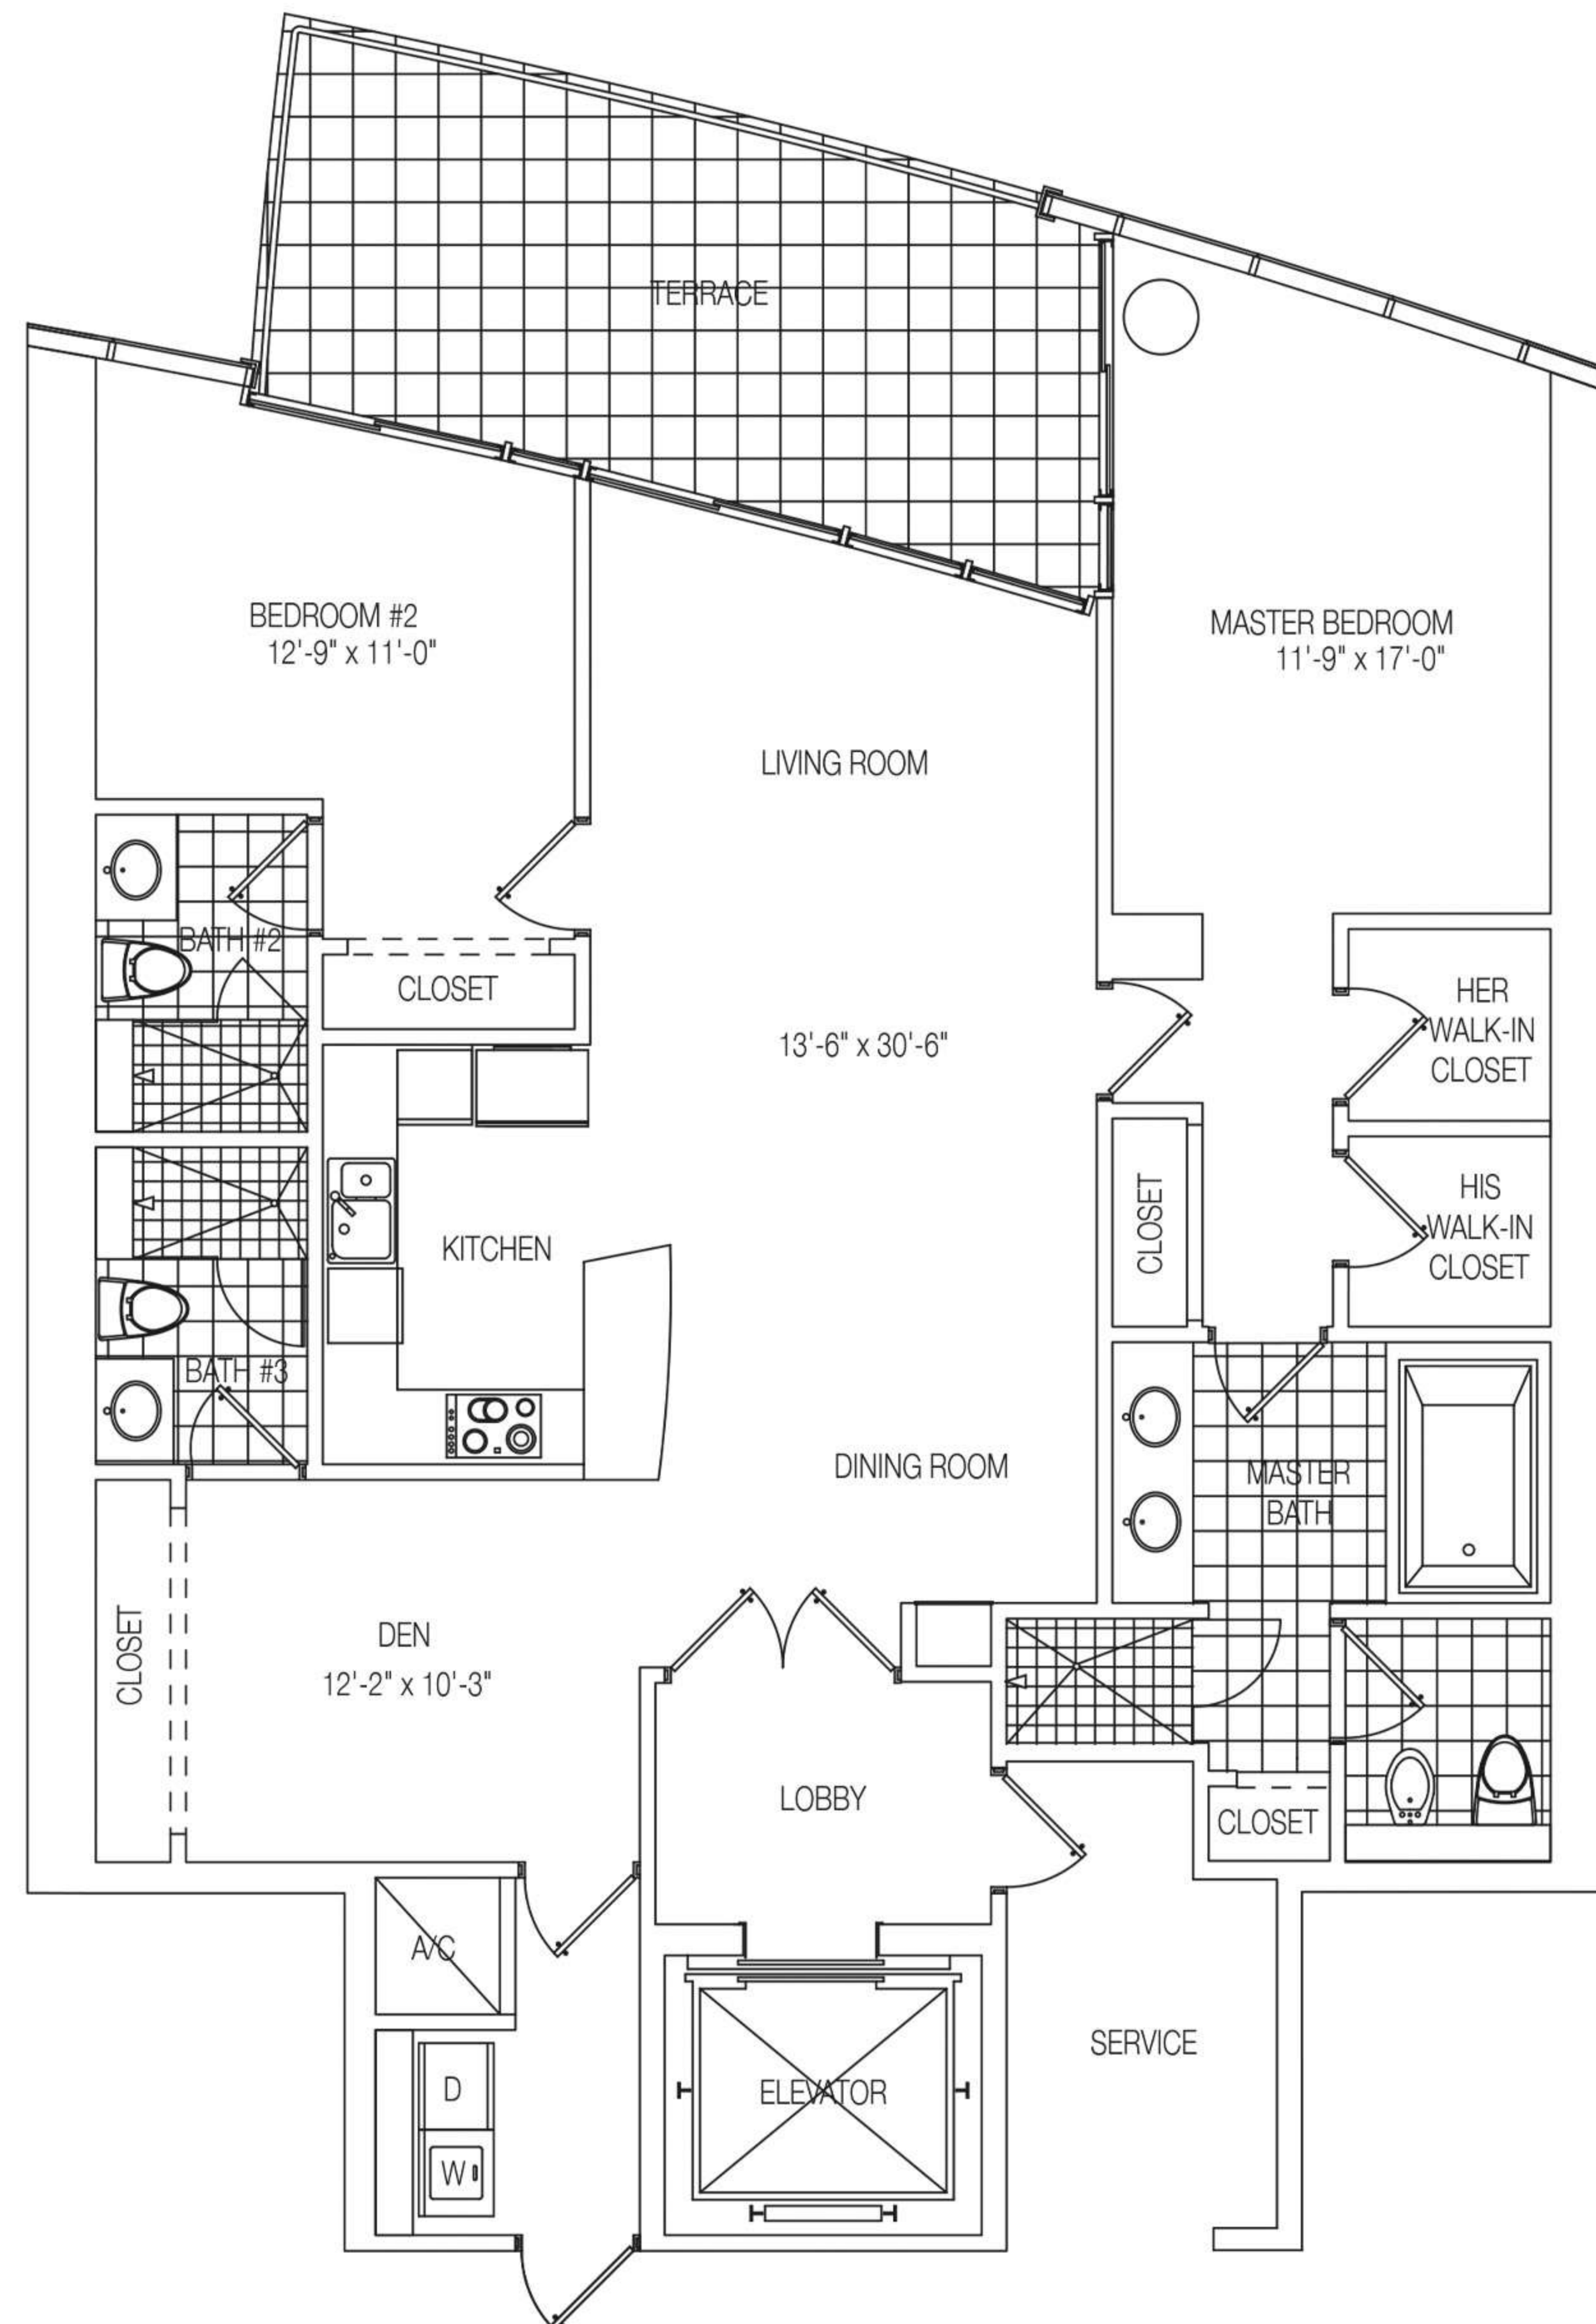 TERRACE
BEDROOM #2
12'-9" x 11'-0"
MASTER BEDROOM
11'-9" x 17'-0"
LIVING ROOM
BATH #2
CLOSET
13'-6" x 30'-6"
HER
WALK-IN
CLOSET
CLOSET
HIS
WALK-IN
CLOSET
KITCHEN
BATH #3
DINING ROOM
MASTER
BATH
CLOSET
DEN
12'-2" x 10'-3"
LOBBY
CLOSET
A/C
SERVICE
D
ELEVATOR
W